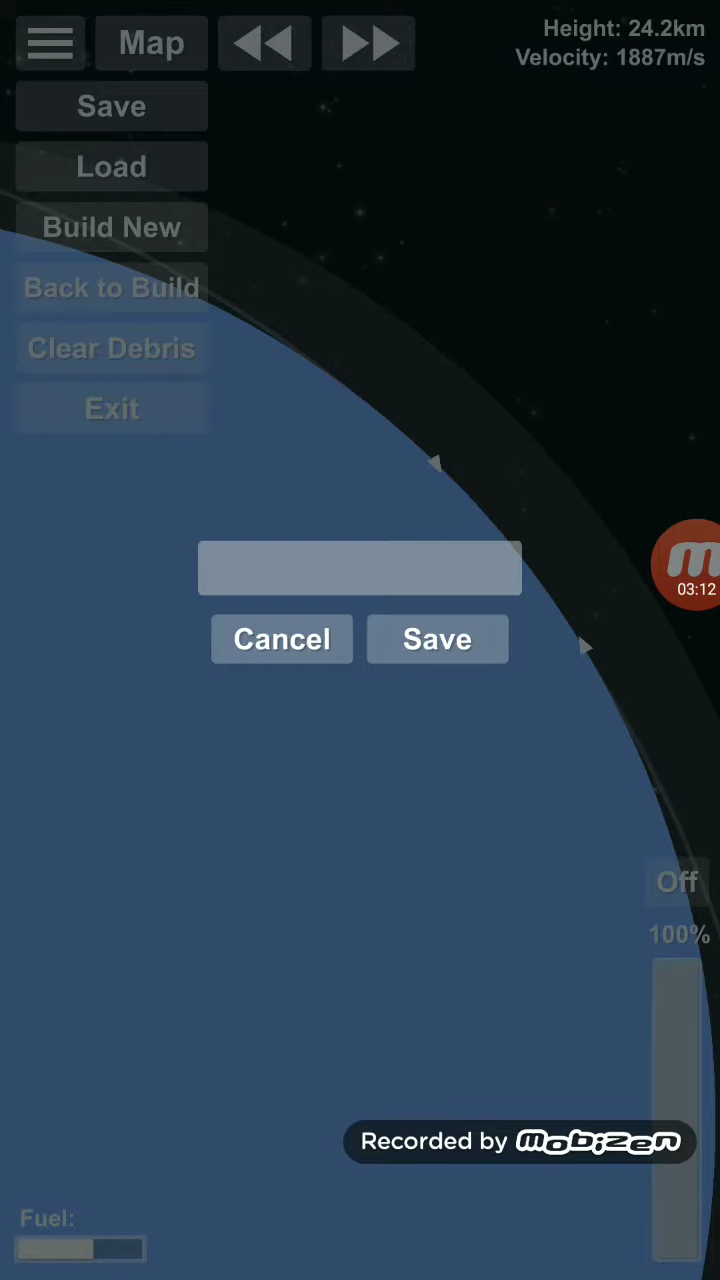 Map
Height: 24.2km
Velocity: 1887m/s
Save
Load
Build New
Back to Build
Clear Debris
Exit
03:12
Cancel
Save
Off
100%
Recorded by mobizen
Fuel: